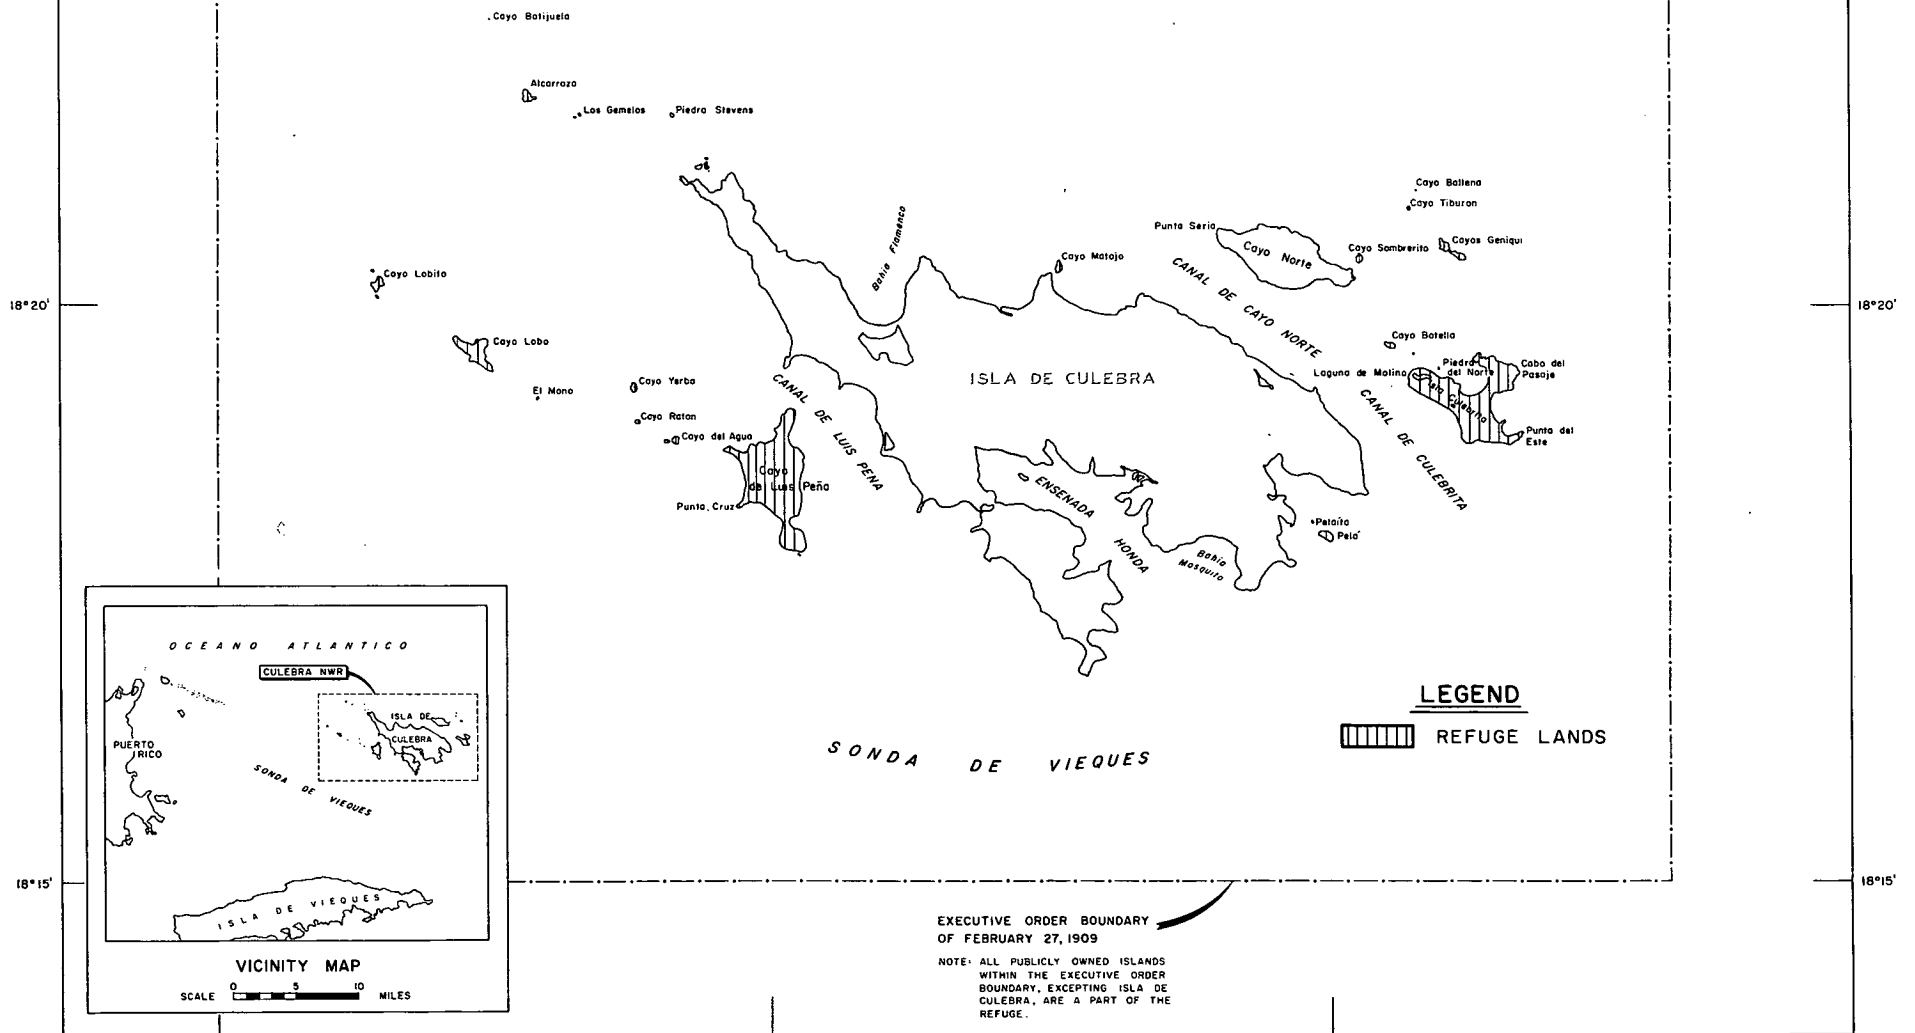 Cayo Botijuela
Alcarraza
Los Gemelos
Piedra Stevens
Cayo Ballena
Cayo Tiburon
Punta Seria
Cayo Norte
Cayo Sombrerito
Cayos Geniqui
Bahia Flamenco
Cayo Matojo
CANAL DE CAYO NORTE
Cayo Lobito
18°20'
18°20'
Cayo Lobo
Cayo Botella
Piedra
del Norte
Cabo del
Pasaje
Laguna de Molino
Isla Culebrita
ISLA DE CULEBRA
El Mono
Cayo Yerba
Cayo Ratan
Cayo del Agua
CANAL DE LUIS PENA
CANAL DE CULEBRITA
Punta del
Este
Cayo
de Luis Peña
Punta Cruz
ENSENADA
HONDA
Bahia
Mosquito
Pelaita
Pela
OCEANO ATLANTICO
CULEBRA NWR
ISLA DE
CULEBRA
PUERTO
RICO
SONDA DE VIEQUES
ISLA DE VIEQUES
VICINITY MAP
0 5 10
SCALE MILES
SONDA DE VIEQUES
LEGEND
REFUGE LANDS
18°15'
18°15'
EXECUTIVE ORDER BOUNDARY
OF FEBRUARY 27, 1909
NOTE: ALL PUBLICLY OWNED ISLANDS
WITHIN THE EXECUTIVE ORDER
BOUNDARY, EXCEPTING ISLA DE
CULEBRA, ARE A PART OF THE
REFUGE.